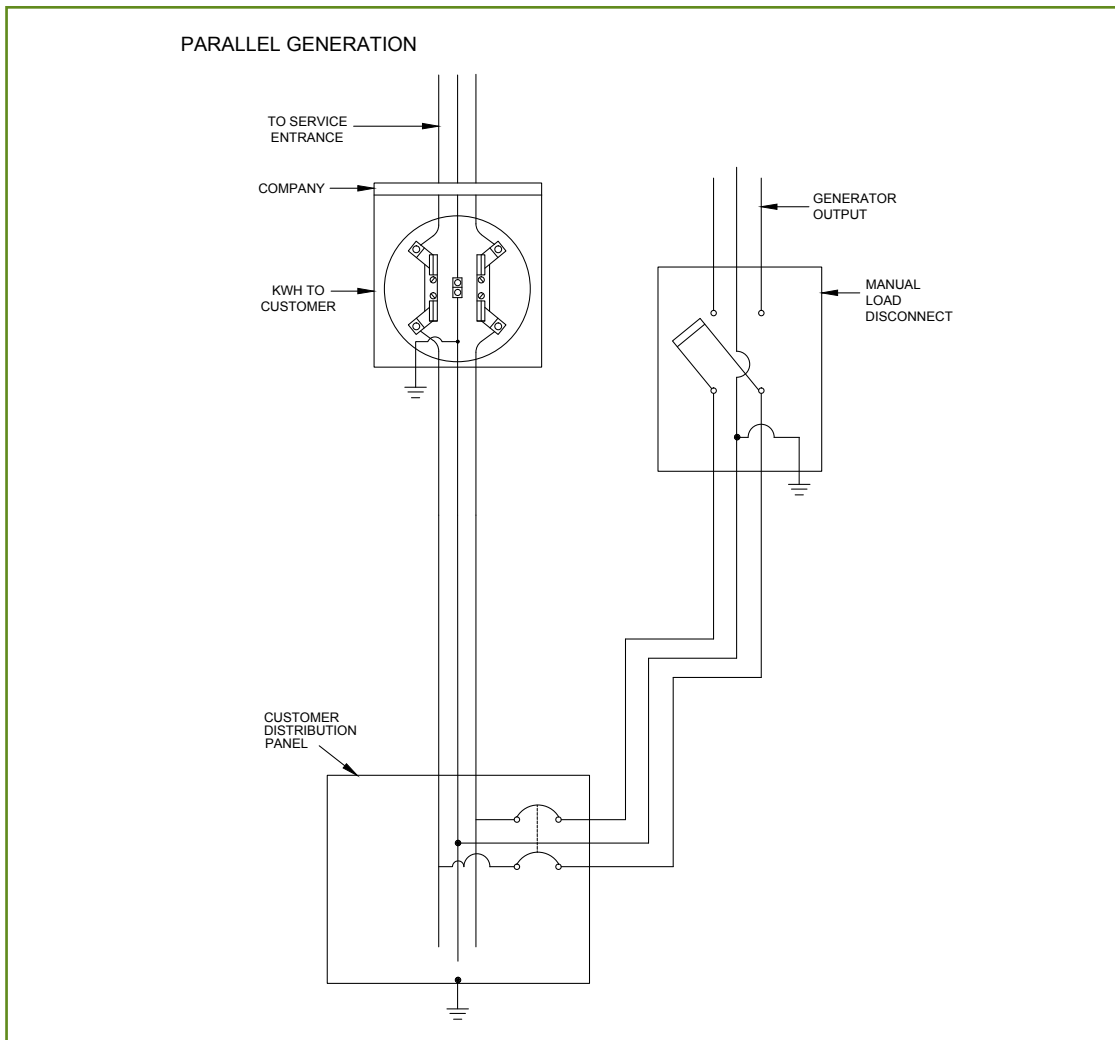 PARALLEL GENERATION
TO SERVICE
ENTRANCE
COMPANY
KWH TO
CUSTOMER
GENERATOR
OUTPUT
MANUAL
LOAD
DISCONNECT
CUSTOMER
DISTRIBUTION
PANEL